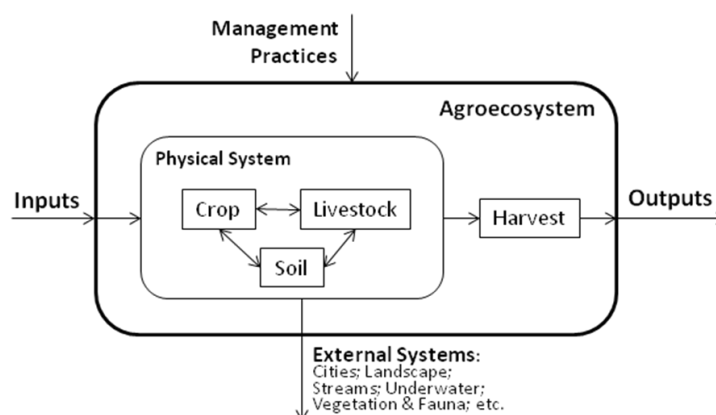 Management
Practices
Agroecosystem
Physical System
Inputs
Crop
Livestock
Soil
Harvest
Outputs
External Systems:
Cities; Landscape;
Streams; Underwater;
Vegetation & Fauna; etc.